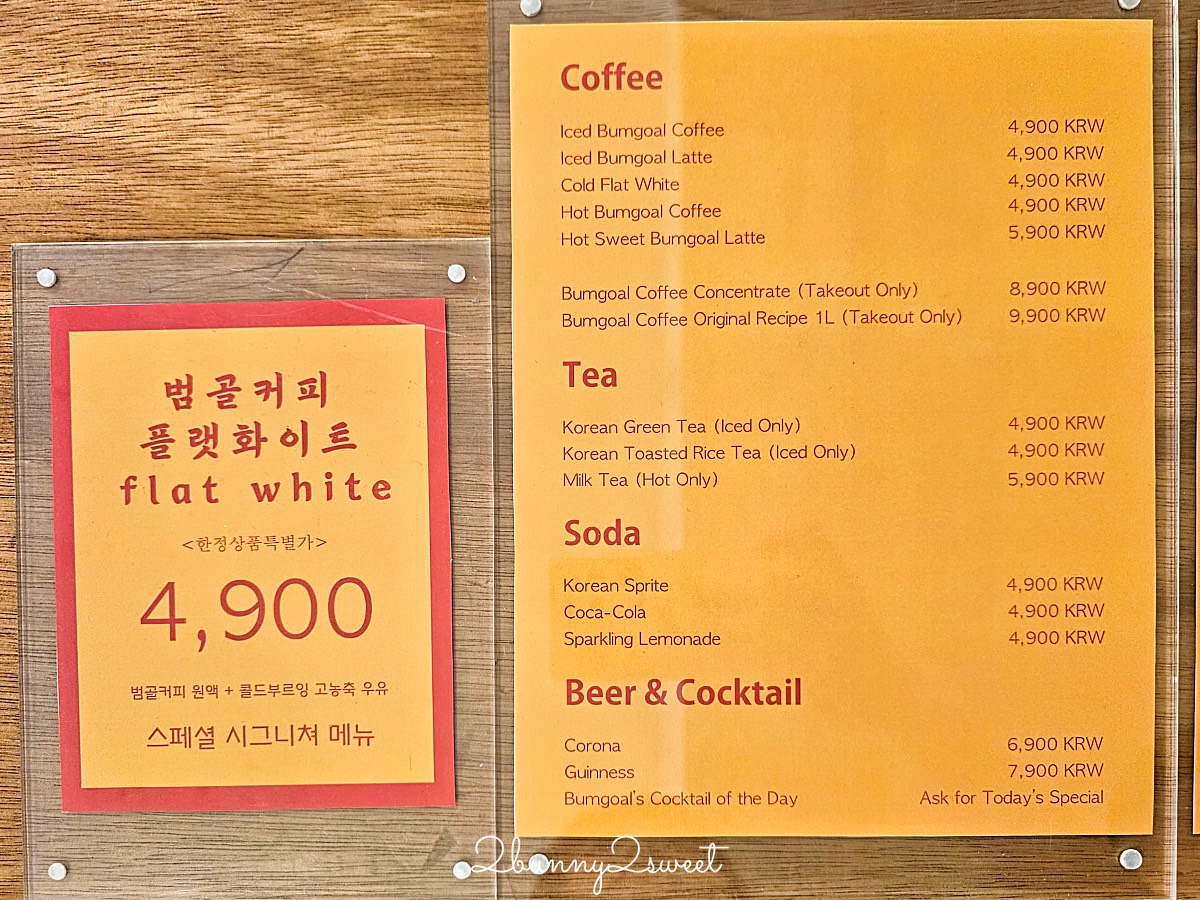 범골커피
플랫화이트
flat white
<한정상품특별가>
4,900
범골커피 원액 + 콜드부르잉 고농축 우유
스페셜 시그니쳐 메뉴
Coffee
Iced Bumgoal Coffee 4,900 KRW
Iced Bumgoal Latte 4,900 KRW
Cold Flat White 4,900 KRW
Hot Bumgoal Coffee 4,900 KRW
Hot Sweet Bumgoal Latte 5,900 KRW
Bumgoal Coffee Concentrate (Takeout Only) 8,900 KRW
Bumgoal Coffee Original Recipe 1L (Takeout Only) 9,900 KRW
Tea
Korean Green Tea (Iced Only) 4,900 KRW
Korean Toasted Rice Tea (Iced Only) 4,900 KRW
Milk Tea (Hot Only) 5,900 KRW
Soda
Korean Sprite 4,900 KRW
Coca-Cola 4,900 KRW
Sparkling Lemonade 4,900 KRW
Beer & Cocktail
Corona 6,900 KRW
Guinness 7,900 KRW
Bumgoal's Cocktail of the Day Ask for Today's Special
2bunny2sweet